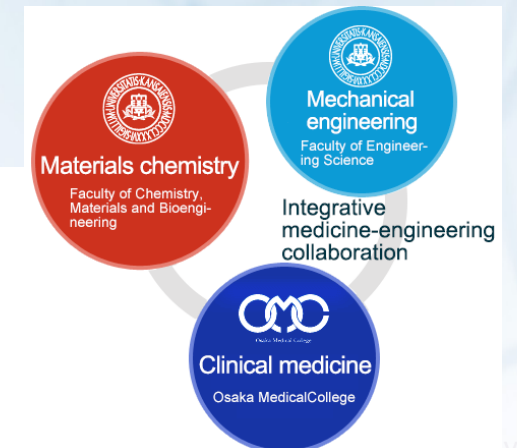 Materials chemistry
Faculty of Chemistry,
Materials and Bioengi-
neering
Mechanical
engineering
Faculty of Engineer-
ing Science
Integrative
medicine-engineering
collaboration
OMC
Osaka Medical College
Clinical medicine
Osaka MedicalCollege